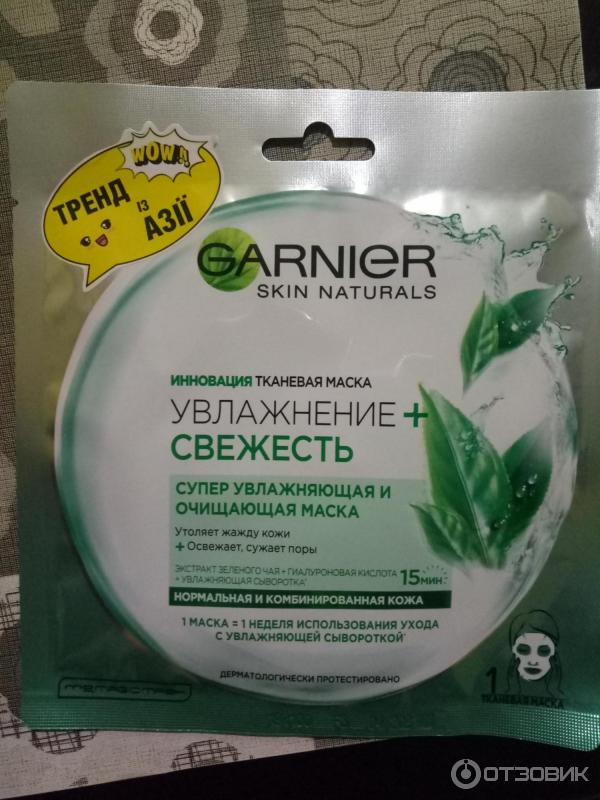 WOW!
ТРЕНД
ІЗ
АЗІЇ
GARNIER
SKIN NATURALS
ИННОВАЦИЯ ТКАНЕВАЯ МАСКА
УВЛАЖНЕНИЕ +
СВЕЖЕСТЬ
СУПЕР УВЛАЖНЯЮЩАЯ И
ОЧИЩАЮЩАЯ МАСКА
Утоляет жажду кожи
+ Освежает, сужает поры
ЭКСТРАКТ ЗЕЛЕНОГО ЧАЯ + ГИАЛУРОНОВАЯ КИСЛОТА
+ УВЛАЖНЯЮЩАЯ СЫВОРОТКА*
15 МИН
НОРМАЛЬНАЯ И КОМБИНИРОВАННАЯ КОЖА
1 МАСКА = 1 НЕДЕЛЯ ИСПОЛЬЗОВАНИЯ УХОДА
С УВЛАЖНЯЮЩЕЙ СЫВОРОТКОЙ*
ДЕРМАТОЛОГИЧЕСКИ ПРОТЕСТИРОВАНО
1
ТКАНЕВАЯ МАСКА
ОТЗОВИК